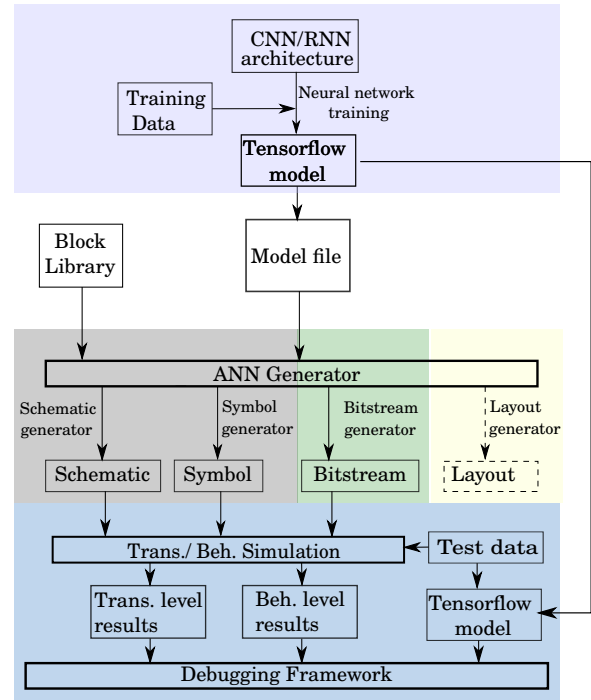 CNN/RNN
architecture
Training
Data
Neural network
training
Tensorflow
model
Block
Library
Model file
ANN Generator
Schematic
generator
Symbol
generator
Bitstream
generator
Layout
generator
Schematic
Symbol
Bitstream
Layout
Trans./ Beh. Simulation
Test data
Trans. level
results
Beh. level
results
Tensorflow
model
Debugging Framework